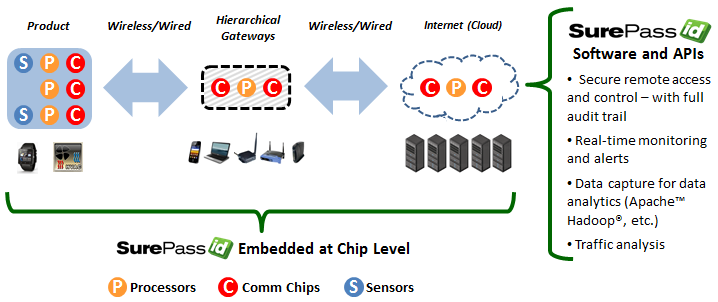 Product
Wireless/Wired
Hierarchical
Gateways
Wireless/Wired
Internet (Cloud)
S P C
P C
S P C
C P C
C P C
SurePass id
Software and APIs
• Secure remote access
and control – with full
audit trail
• Real-time monitoring
and alerts
• Data capture for data
analytics (Apache™
Hadoop®, etc.)
• Traffic analysis
SurePass id Embedded at Chip Level
P Processors
C Comm Chips
S Sensors